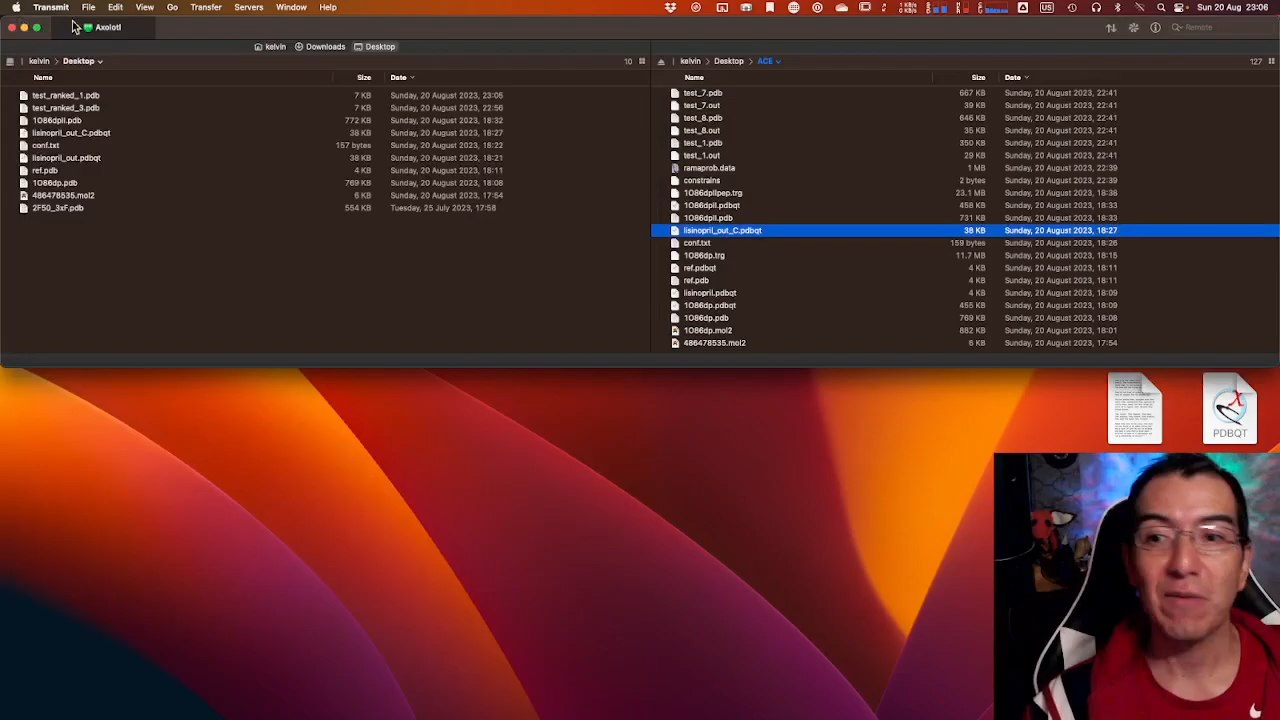 Transmit File Edit View Go Transfer Servers Window Help 0 KB/s 0 KB/s US Sun 20 Aug 23:06
Axolotl Remote
kelvin Downloads Desktop
kelvin Desktop 10
kelvin Desktop ACE 127
Name Size Date
test_ranked_1.pdb 7 KB Sunday, 20 August 2023, 23:05
test_ranked_3.pdb 7 KB Sunday, 20 August 2023, 22:56
1O86dpII.pdb 772 KB Sunday, 20 August 2023, 18:32
lisinopril_out_C.pdbqt 38 KB Sunday, 20 August 2023, 18:27
conf.txt 157 bytes Sunday, 20 August 2023, 18:22
lisinopril_out.pdbqt 38 KB Sunday, 20 August 2023, 18:21
ref.pdb 4 KB Sunday, 20 August 2023, 18:11
1O86dp.pdb 769 KB Sunday, 20 August 2023, 18:08
486478535.mol2 6 KB Sunday, 20 August 2023, 17:54
2F50_3xF.pdb 554 KB Tuesday, 25 July 2023, 17:58
Name Size Date
test_7.pdb 667 KB Sunday, 20 August 2023, 22:41
test_7.out 39 KB Sunday, 20 August 2023, 22:41
test_8.pdb 646 KB Sunday, 20 August 2023, 22:41
test_8.out 35 KB Sunday, 20 August 2023, 22:41
test_1.pdb 350 KB Sunday, 20 August 2023, 22:41
test_1.out 29 KB Sunday, 20 August 2023, 22:41
ramaprob.data 1 MB Sunday, 20 August 2023, 22:39
constrains 2 bytes Sunday, 20 August 2023, 22:39
1O86dpIIpep.trg 23.1 MB Sunday, 20 August 2023, 18:38
1O86dpII.pdbqt 458 KB Sunday, 20 August 2023, 18:33
1O86dpII.pdb 731 KB Sunday, 20 August 2023, 18:33
lisinopril_out_C.pdbqt 38 KB Sunday, 20 August 2023, 18:27
conf.txt 159 bytes Sunday, 20 August 2023, 18:26
1O86dp.trg 11.7 MB Sunday, 20 August 2023, 18:15
ref.pdbqt 4 KB Sunday, 20 August 2023, 18:11
ref.pdb 4 KB Sunday, 20 August 2023, 18:11
lisinopril.pdbqt 4 KB Sunday, 20 August 2023, 18:09
1O86dp.pdbqt 455 KB Sunday, 20 August 2023, 18:09
1O86dp.pdb 769 KB Sunday, 20 August 2023, 18:08
1O86dp.mol2 882 KB Sunday, 20 August 2023, 18:01
486478535.mol2 6 KB Sunday, 20 August 2023, 17:54
PDBQT